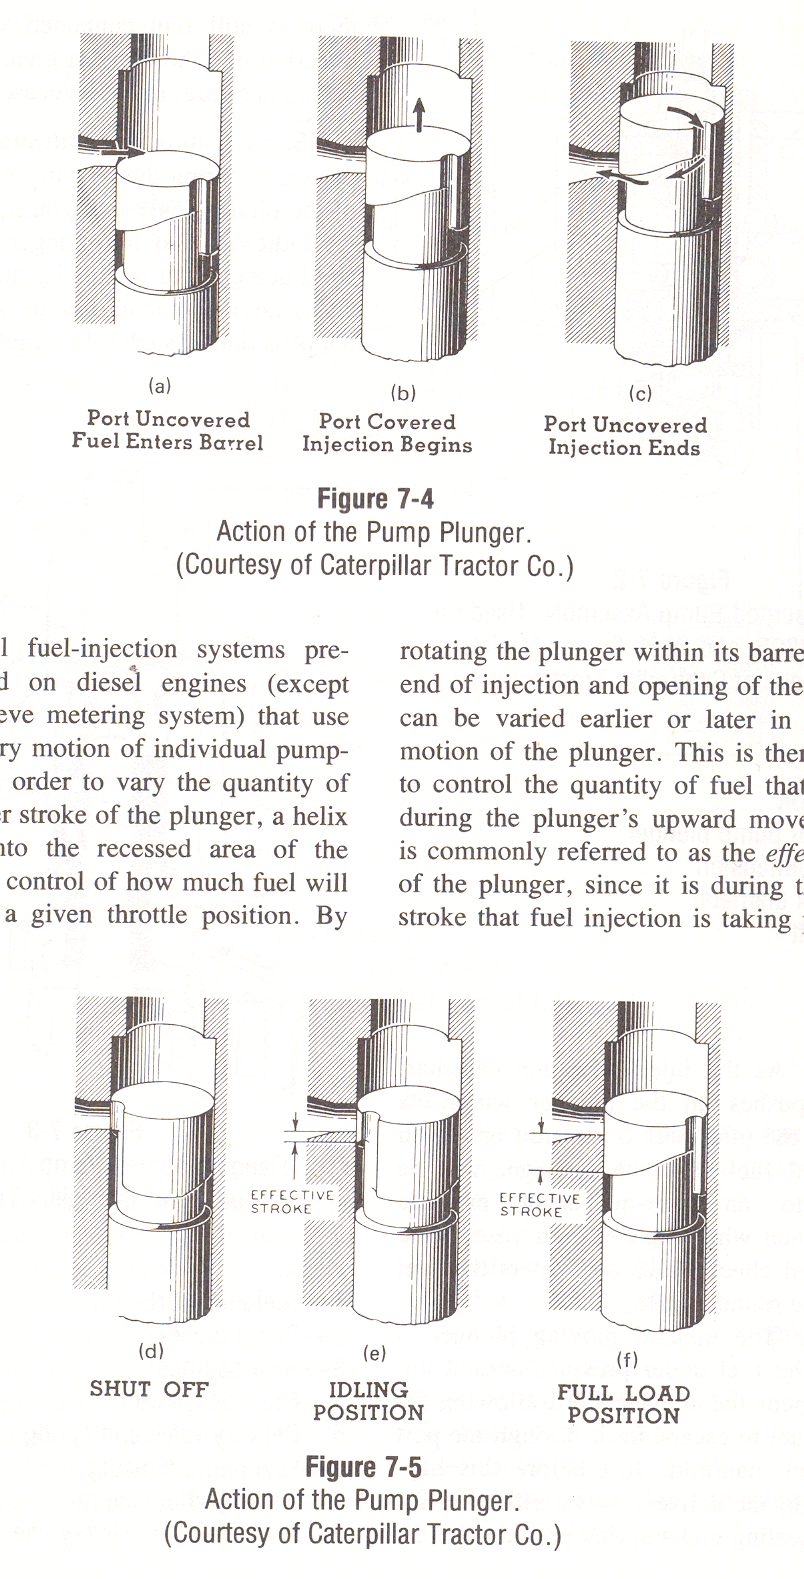 (a)
Port Uncovered
Fuel Enters Barrel
(b)
Port Covered
Injection Begins
(c)
Port Uncovered
Injection Ends
Figure 7-4
Action of the Pump Plunger.
(Courtesy of Caterpillar Tractor Co.)
l fuel-injection systems pre-
d on diesel engines (except
eve metering system) that use
ry motion of individual pump-
order to vary the quantity of
r stroke of the plunger, a helix
nto the recessed area of the
control of how much fuel will
a given throttle position. By
rotating the plunger within its barre
end of injection and opening of the
can be varied earlier or later in
motion of the plunger. This is ther
to control the quantity of fuel that
during the plunger's upward move
is commonly referred to as the effe
of the plunger, since it is during t
stroke that fuel injection is taking
(d)
SHUT OFF
EFFECTIVE
STROKE
(e)
IDLING
POSITION
EFFECTIVE
STROKE
(f)
FULL LOAD
POSITION
Figure 7-5
Action of the Pump Plunger.
(Courtesy of Caterpillar Tractor Co.)